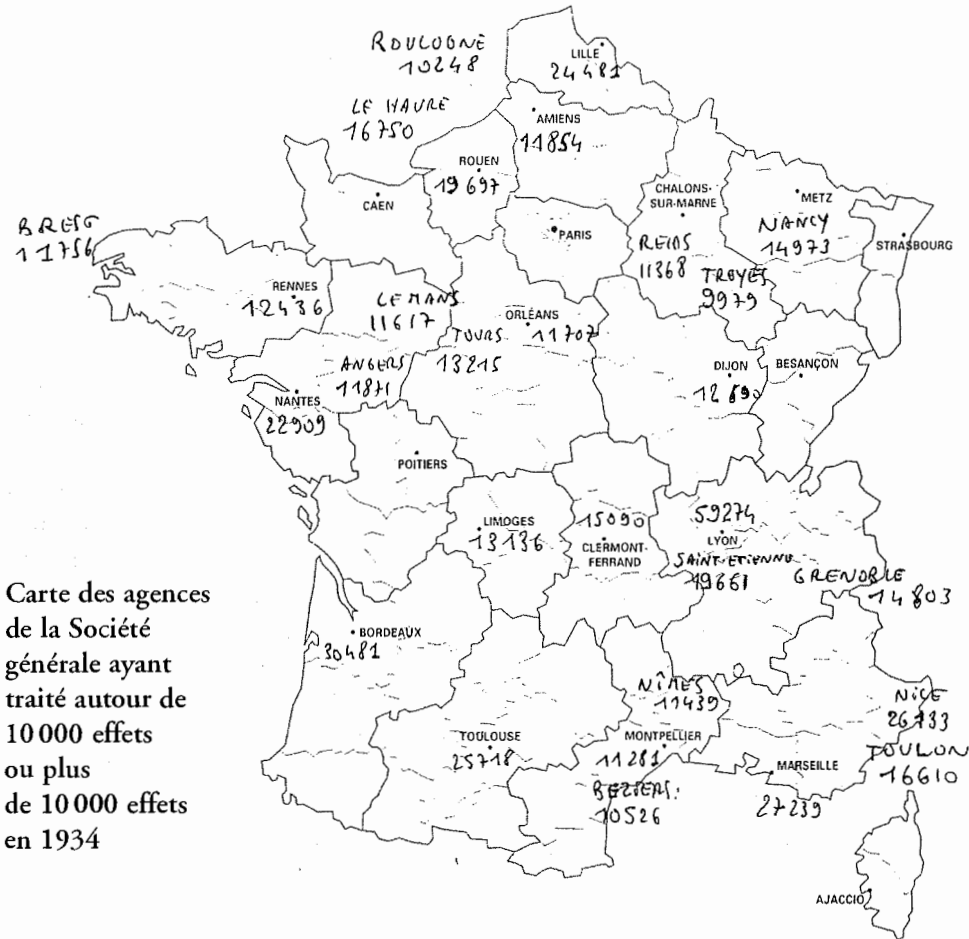 ROULOGNE
10248
LILLE
24481
LE HAVRE
16750
AMIENS
11854
ROUEN
19697
CAEN
CHALONS-
SUR-MARNE
METZ
NANCY
14973
STRASBOURG
PARIS
REIMS
11368
TROYES
9979
BREST
11756
RENNES
12436
LE MANS
11617
ORLÉANS
11707
TOURS
13215
ANGERS
11871
NANTES
22909
DIJON
12690
BESANÇON
POITIERS
LIMOGES
13136
15090
CLERMONT-
FERRAND
59274
LYON
SAINT-ETIENNE
19661
GRENOBLE
14803
Carte des agences
de la Société
générale ayant
traité autour de
10 000 effets
ou plus
de 10 000 effets
en 1934
BORDEAUX
30481
TOULOUSE
25718
NÎMES
11439
MONTPELLIER
11281
BEZIERS.
10526
MARSEILLE
27239
NICE
26733
TOULON
16610
AJACCIO